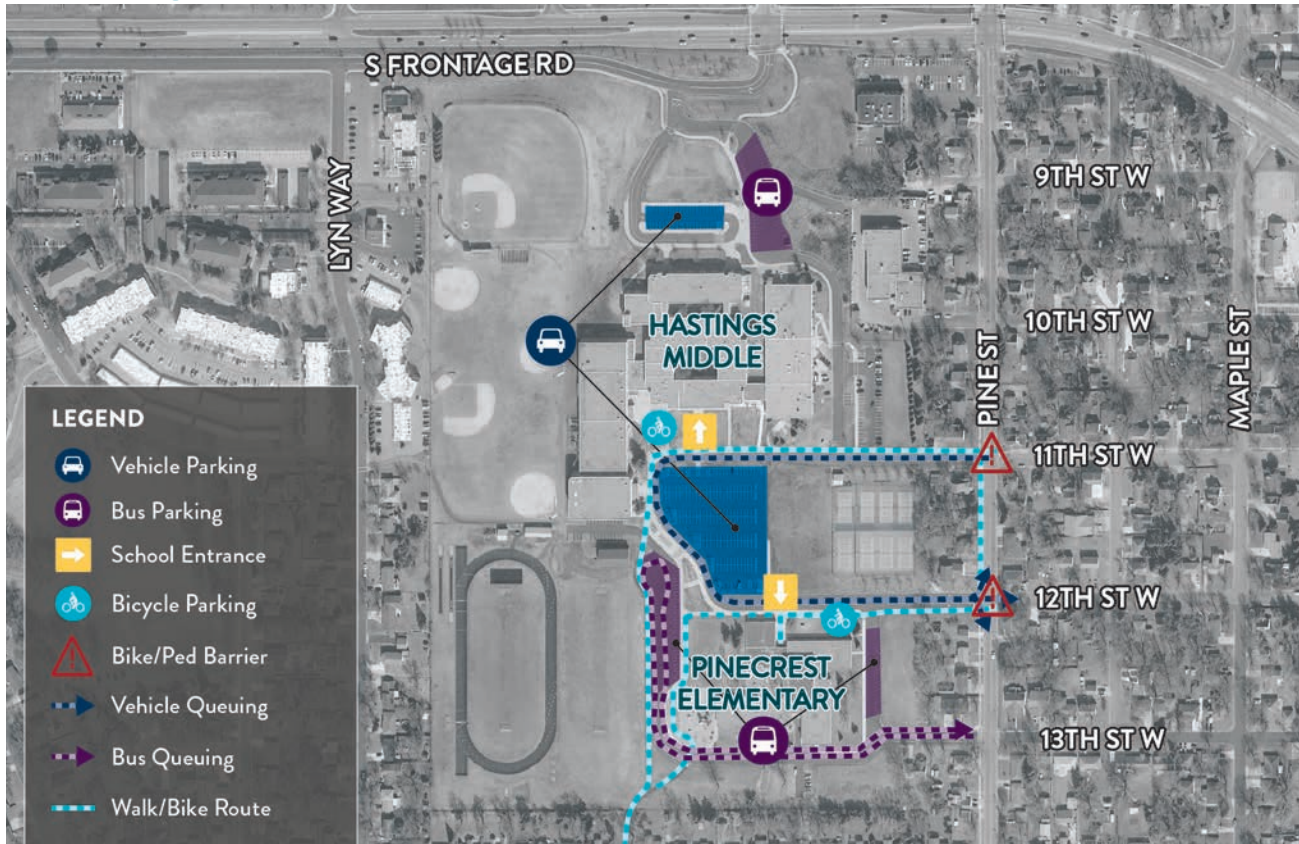 S FRONTAGE RD
LYN WAY
9TH ST W
HASTINGS
MIDDLE
10TH ST W
PINE ST
MAPLE ST
11TH ST W
12TH ST W
PINECREST
ELEMENTARY
13TH ST W
LEGEND
Vehicle Parking
Bus Parking
School Entrance
Bicycle Parking
Bike/Ped Barrier
Vehicle Queuing
Bus Queuing
Walk/Bike Route